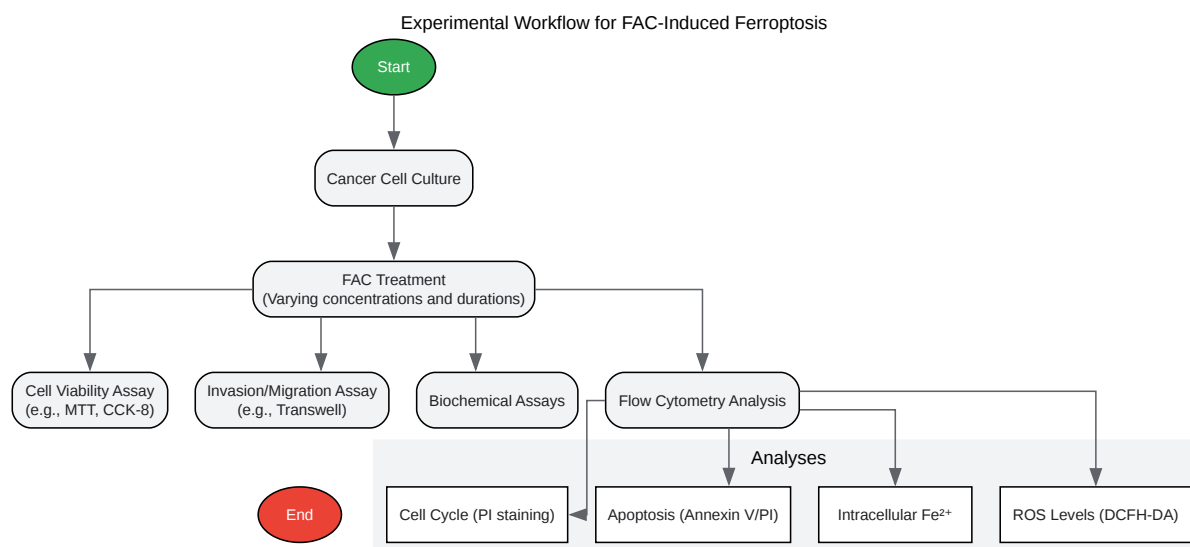 Experimental Workflow for FAC-Induced Ferroptosis
Start
Cancer Cell Culture
FAC Treatment
(Varying concentrations and durations)
Cell Viability Assay
(e.g., MTT, CCK-8)
Invasion/Migration Assay
(e.g., Transwell)
Biochemical Assays
Flow Cytometry Analysis
Analyses
End
Cell Cycle (PI staining)
Apoptosis (Annexin V/PI)
Intracellular Fe²⁺
ROS Levels (DCFH-DA)